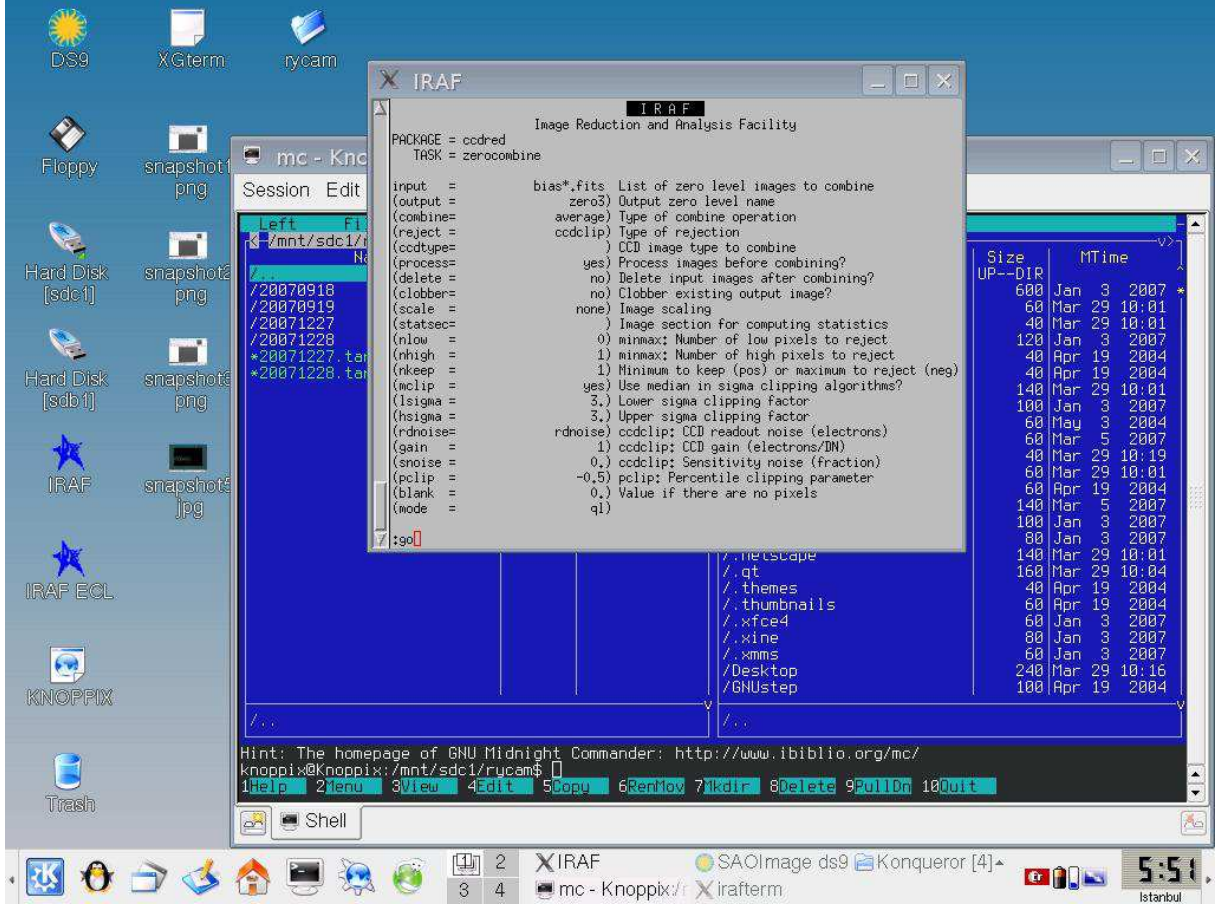 DS9
XGterm
rycam
Floppy
snapshot1
png
Hard Disk
[sdc1]
snapshot2
png
Hard Disk
[sdb1]
png
IRAF
snapshot5
jpg
IRAF ECL
KNOPPIX
Trash
IRAF
I R A F
Image Reduction and Analysis Facility
PACKAGE = ccdred
TASK = zerocombine
input = bias*.fits List of zero level images to combine
(output = zero3) Output zero level name
(combine= average) Type of combine operation
(reject = ccdclip) Type of rejection
(ccdtype= ) CCD image type to combine
(process= yes) Process images before combining?
(delete = no) Delete input images after combining?
(clobber= no) Clobber existing output image?
(scale = none) Image scaling
(statsec= ) Image section for computing statistics
(nlow = 0) minmax: Number of low pixels to reject
(nhigh = 1) minmax: Number of high pixels to reject
(nkeep = 1) Minimum to keep (pos) or maximum to reject (neg)
(mclip = yes) Use median in sigma clipping algorithms?
(lsigma = 3.) Lower sigma clipping factor
(hsigma = 3.) Upper sigma clipping factor
(rdnoise= rdnoise) ccdclip: CCD readout noise (electrons)
(gain = 1) ccdclip: CCD gain (electrons/DN)
(snoise = 0.) ccdclip: Sensitivity noise (fraction)
(pclip = -0.5) pclip: Percentile clipping parameter
(blank = 0.) Value if there are no pixels
(mode = ql)
:go
mc - Kno
Session Edit
Left Fi
/mnt/sdc1/
Na
/..
/20070918
/20070919
/20071227
/20071228
*20071227.tar
*20071228.tar
Size MTime
UP--DIR
600 Jan 3 2007
60 Mar 29 10:01
40 Mar 29 10:01
120 Jan 3 2007
40 Apr 19 2004
40 Apr 19 2004
140 Mar 29 10:01
100 Jan 3 2007
60 May 3 2004
60 Mar 5 2007
40 Mar 29 10:19
60 Mar 29 10:01
60 Apr 19 2004
140 Mar 5 2007
100 Jan 3 2007
80 Jan 3 2007
/.netscape 140 Mar 29 10:01
/.qt 160 Mar 29 10:04
/.themes 40 Apr 19 2004
/.thumbnails 60 Apr 19 2004
/.xfce4 60 Jan 3 2007
/.xine 80 Jan 3 2007
/.xmms 60 Jan 3 2007
/Desktop 240 Mar 29 10:16
/GNUstep 100 Apr 19 2004
/.. /..
Hint: The homepage of GNU Midnight Commander: http://www.ibiblio.org/mc/
knoppix@Knoppix:/mnt/sdc1/rycam$
1Help 2Menu 3View 4Edit 5Copy 6RenMov 7Mkdir 8Delete 9PullDn 10Quit
Shell
1 2
3 4
IRAF
SAOImage ds9
Konqueror [4]
mc - Knoppix:/
irafterm
5:51
Istanbul